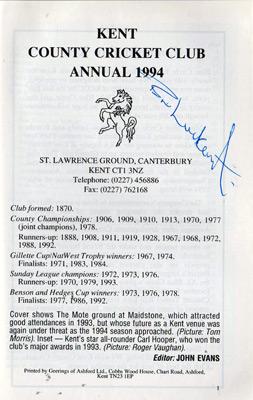 KENT
COUNTY CRICKET CLUB
ANNUAL 1994
ST. LAWRENCE GROUND, CANTERBURY
KENT CT1 3NZ
Telephone: (0227) 456886
Fax: (0227) 762168
Club formed: 1870.
County Championships: 1906, 1909, 1910, 1913, 1970, 1977
(joint), 1978.
Runners-up: 1888, 1908, 1911, 1919, 1928, 1967, 1968, 1972,
1988, 1992.
Gillette Cup/NatWest Trophy winners: 1967, 1974.
Finalists: 1971, 1983, 1984.
Sunday League champions: 1972, 1973, 1976.
Runners-up: 1970, 1979, 1993.
Benson and Hedges Cup winners: 1973, 1976, 1978.
Finalists: 1977, 1986, 1992.
Cover shows The Mote ground at Maidstone, which attracted
good attendances in 1993, but whose future as a Kent venue was
again under threat as the 1994 season approached. (Picture: Tom
Morris). Inset — Kent's star all-rounder Carl Hooper, who won the
club's major awards in 1993. (Picture: Roger Vaughan).
Editor: JOHN EVANS
Printed by Geerings of Ashford Ltd., Cobbs Wood House, Chart Road, Ashford,
Kent TN23 1EP
1